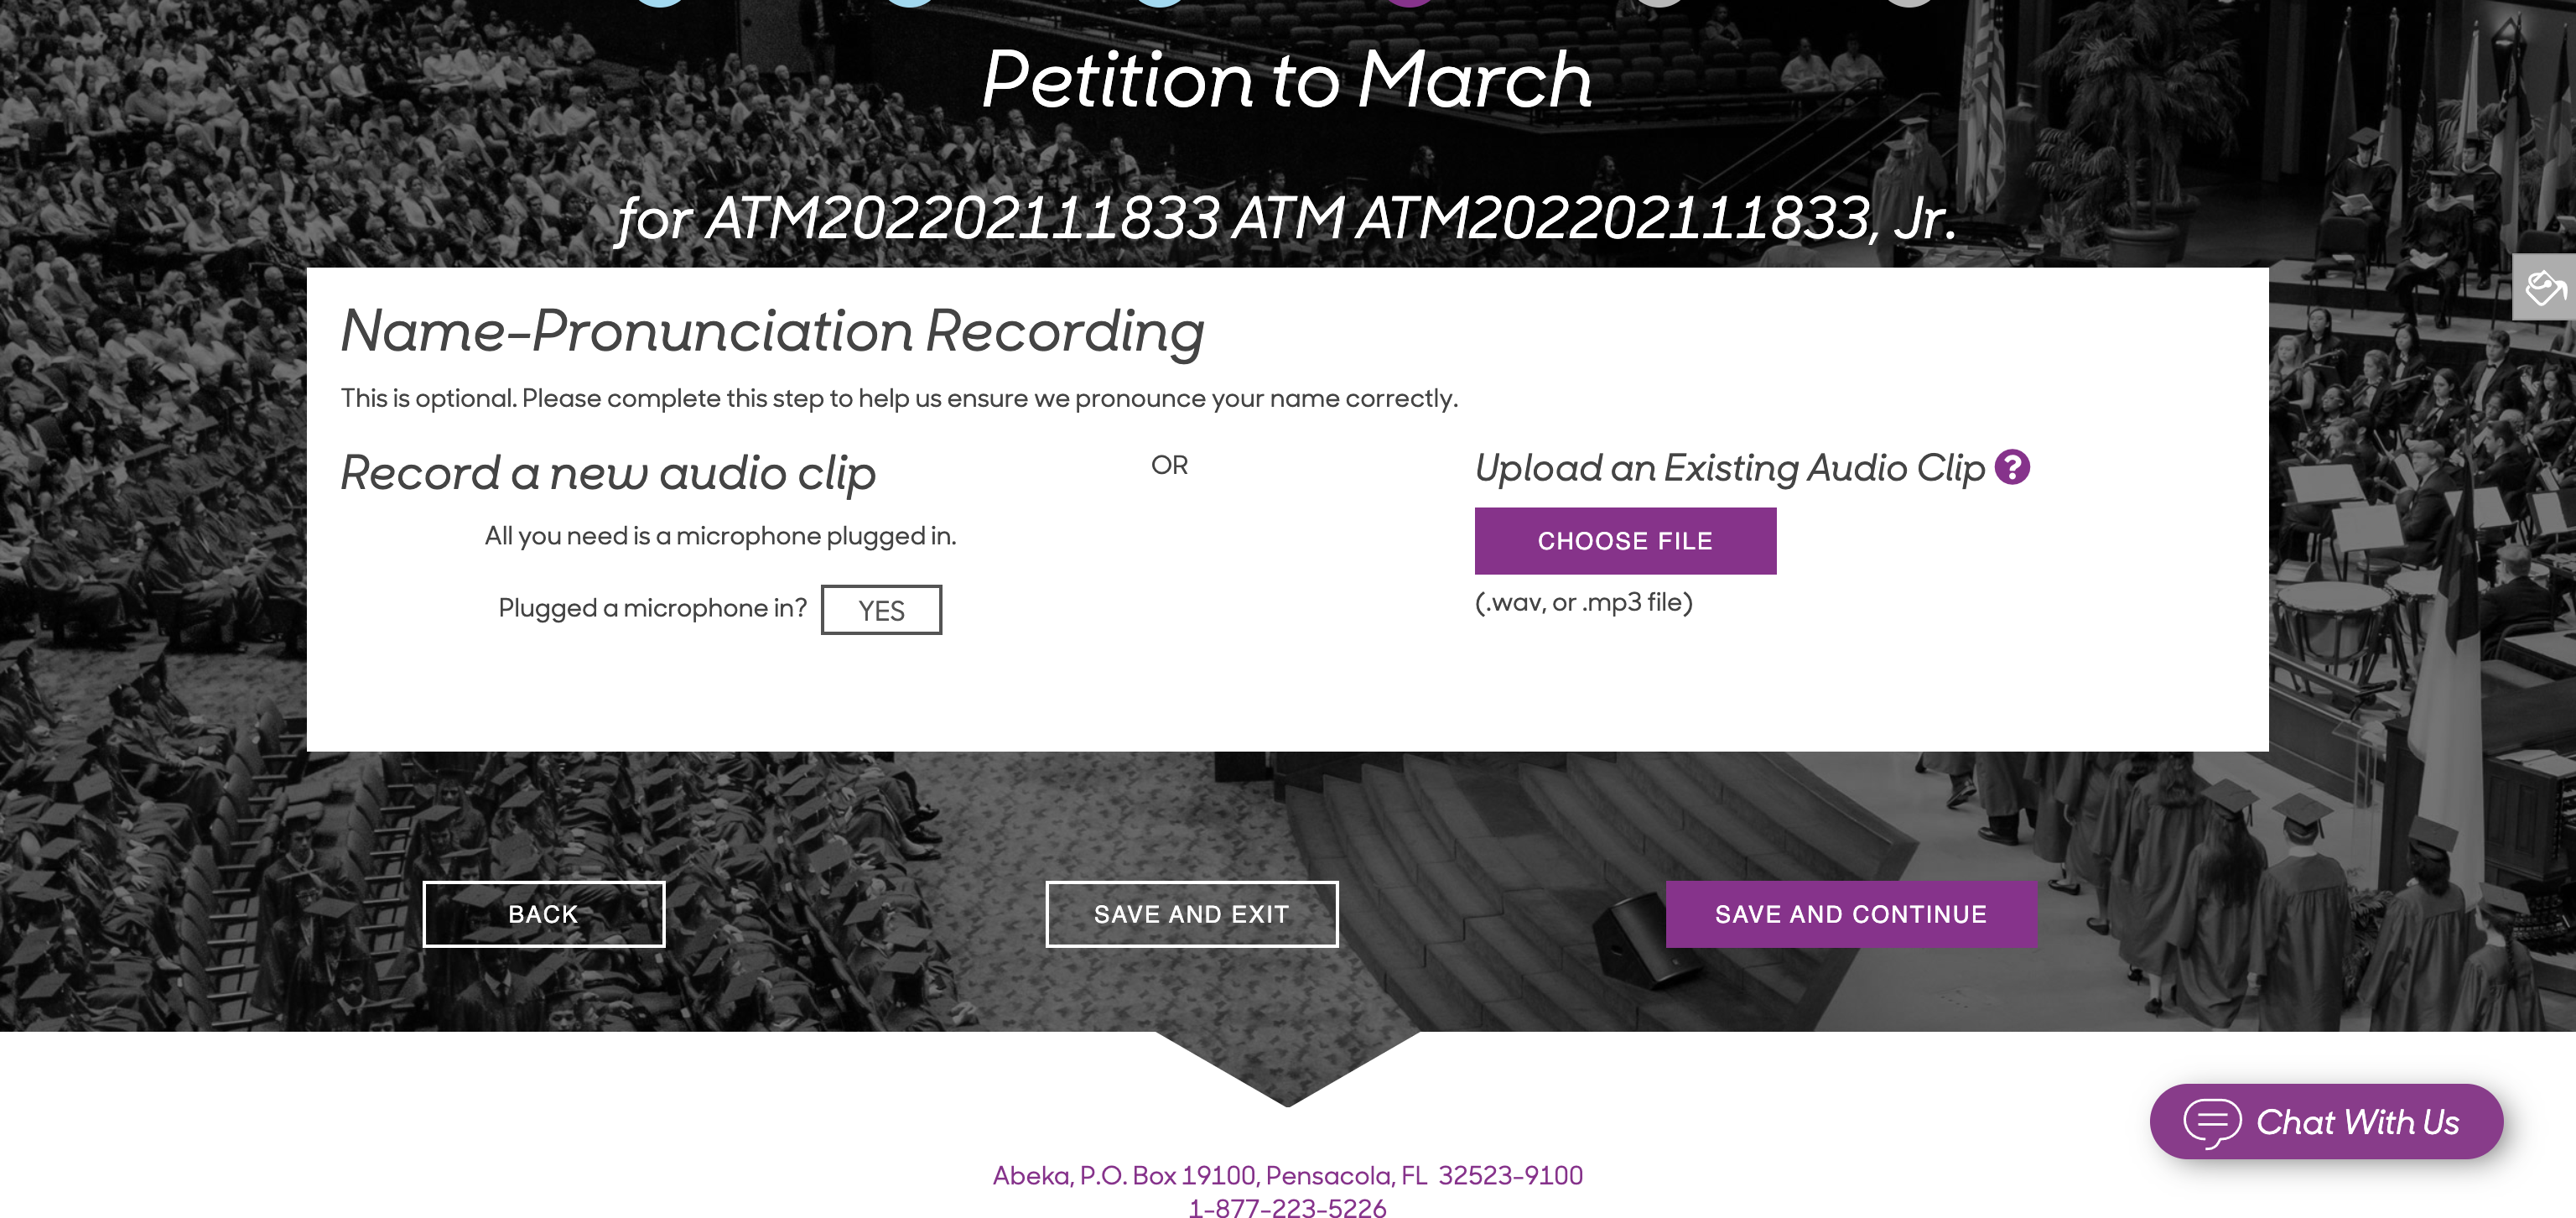 Petition to March
for ATM202202111833 ATM ATM202202111833, Jr.
Name-Pronunciation Recording
This is optional. Please complete this step to help us ensure we pronounce your name correctly.
Record a new audio clip
All you need is a microphone plugged in.
Plugged a microphone in? YES
OR
Upload an Existing Audio Clip ?
CHOOSE FILE
(.wav, or .mp3 file)
BACK
SAVE AND EXIT
SAVE AND CONTINUE
Chat With Us
Abeka, P.O. Box 19100, Pensacola, FL 32523-9100
1-877-223-5226